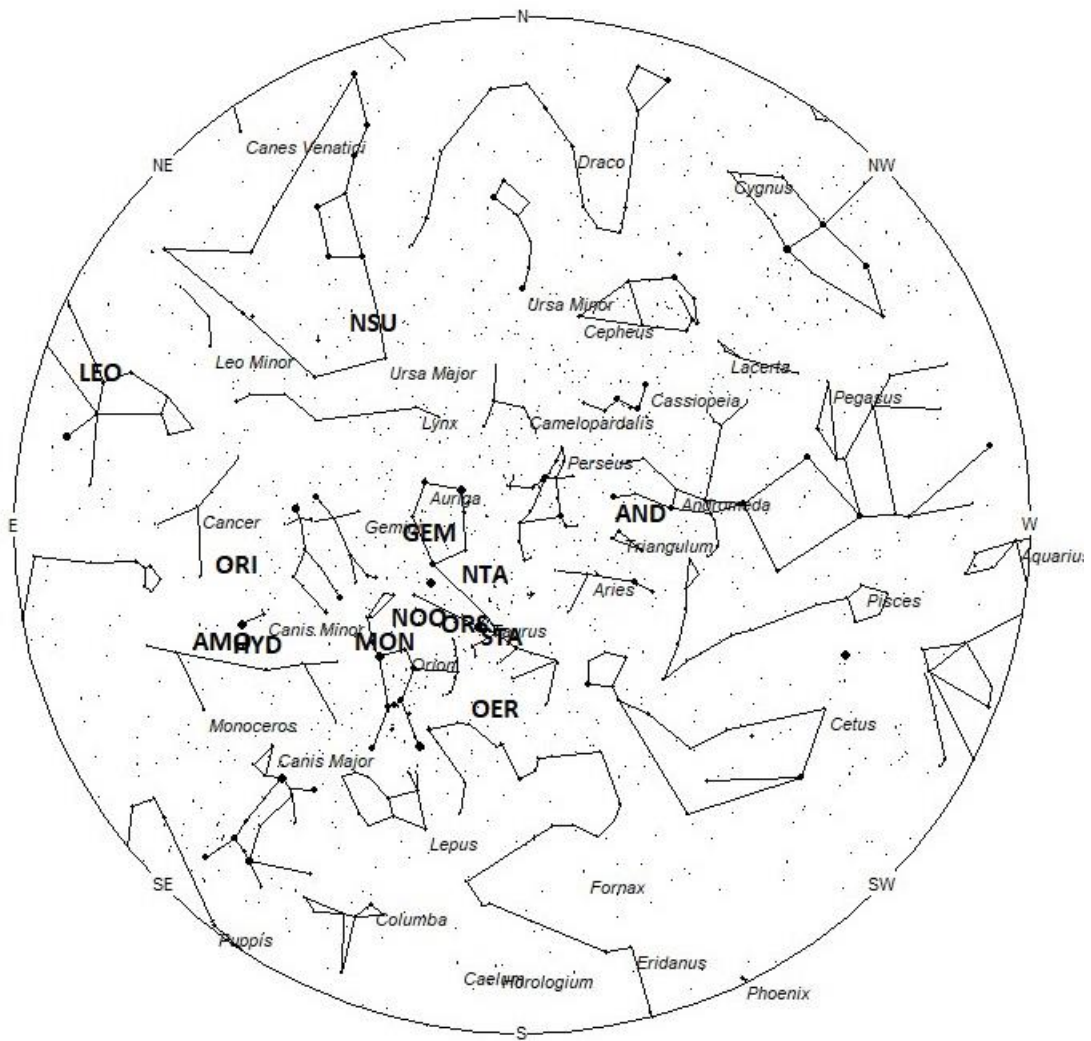 N
Canes Venatici
NE
Draco
NW
Cygnus
NSU
Ursa Minor
Cepheus
LEO
Leo Minor
Ursa Major
Lacerta
Cassiopeia
Pegasus
Lynx
Camelopardalis
Perseus
Auriga
Andromeda
AND
E
Cancer
GEM
W
Triangulum
Aquarius
ORI
NTA
Aries
Pisces
NOO
ORS
Canis Minor
AMO
HYD
MON
STA
Orion
OER
Monoceros
Cetus
Canis Major
Lepus
SE
Fornax
SW
Columba
Puppis
Eridanus
Caelum
Horologium
Phoenix
S